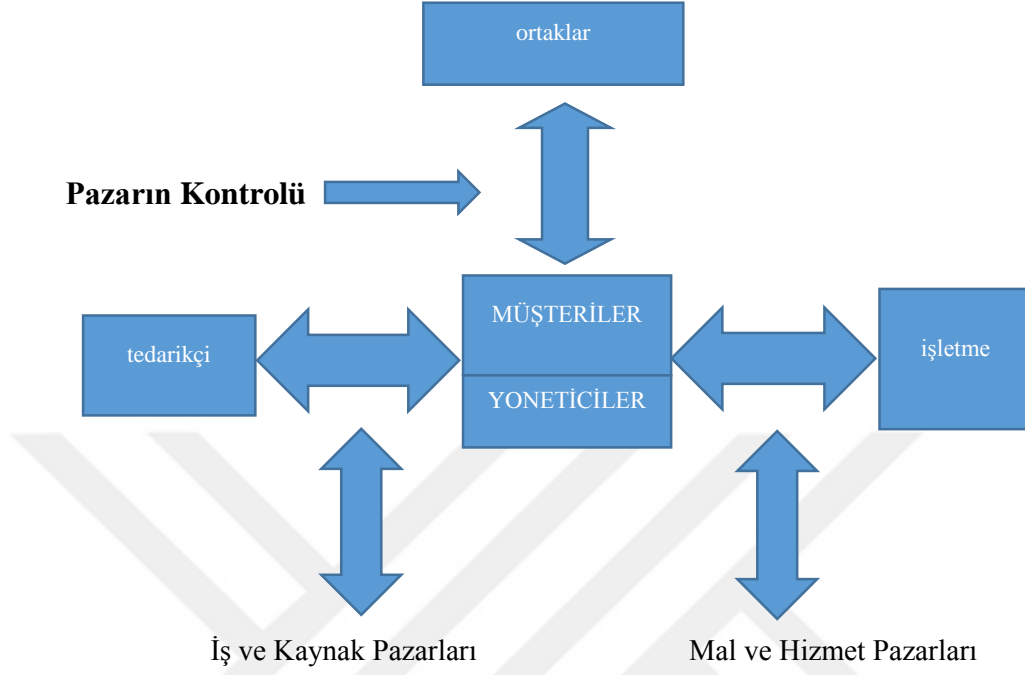 ortaklar
Pazarın Kontrolü
MÜŞTERİLER
tedarikçi
işletme
YONETİCİLER
İş ve Kaynak Pazarları
Mal ve Hizmet Pazarları